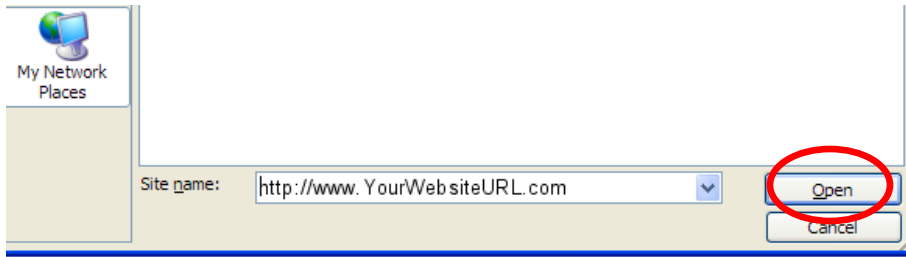 My Network
Places
Site name:
http://www. YourWebsiteURL.com
Open
Cancel